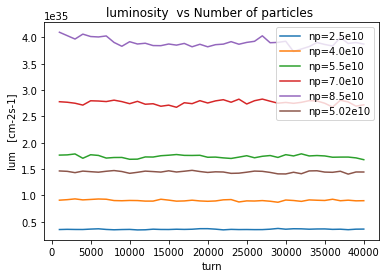 luminosity  vs Number of particles
1e35
4.0
3.5
3.0
2.5
2.0
1.5
1.0
0.5
lum   [cm-2s-1]
np=2.5e10
np=4.0e10
np=5.5e10
np=7.0e10
np=8.5e10
np=5.02e10
0 5000 10000 15000 20000 25000 30000 35000 40000
turn